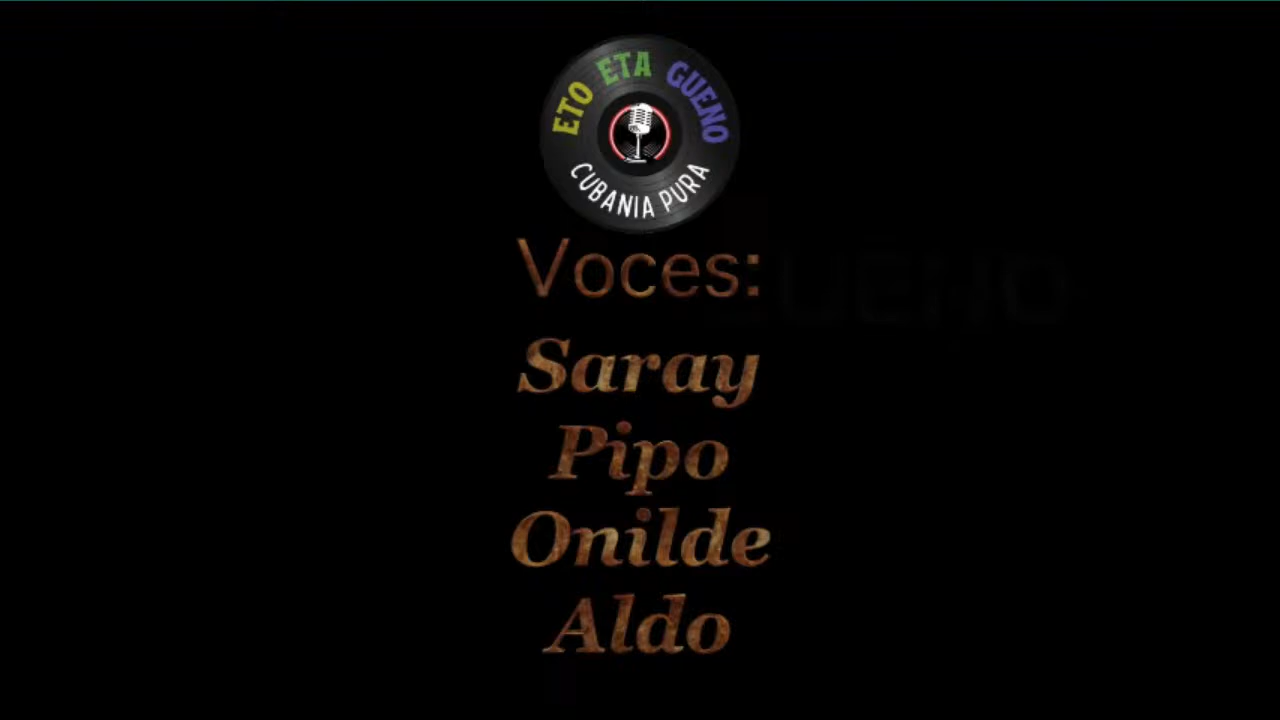 ETO ETA GUENO
CUBANIA PURA
Voces:
Saray
Pipo
Onilde
Aldo